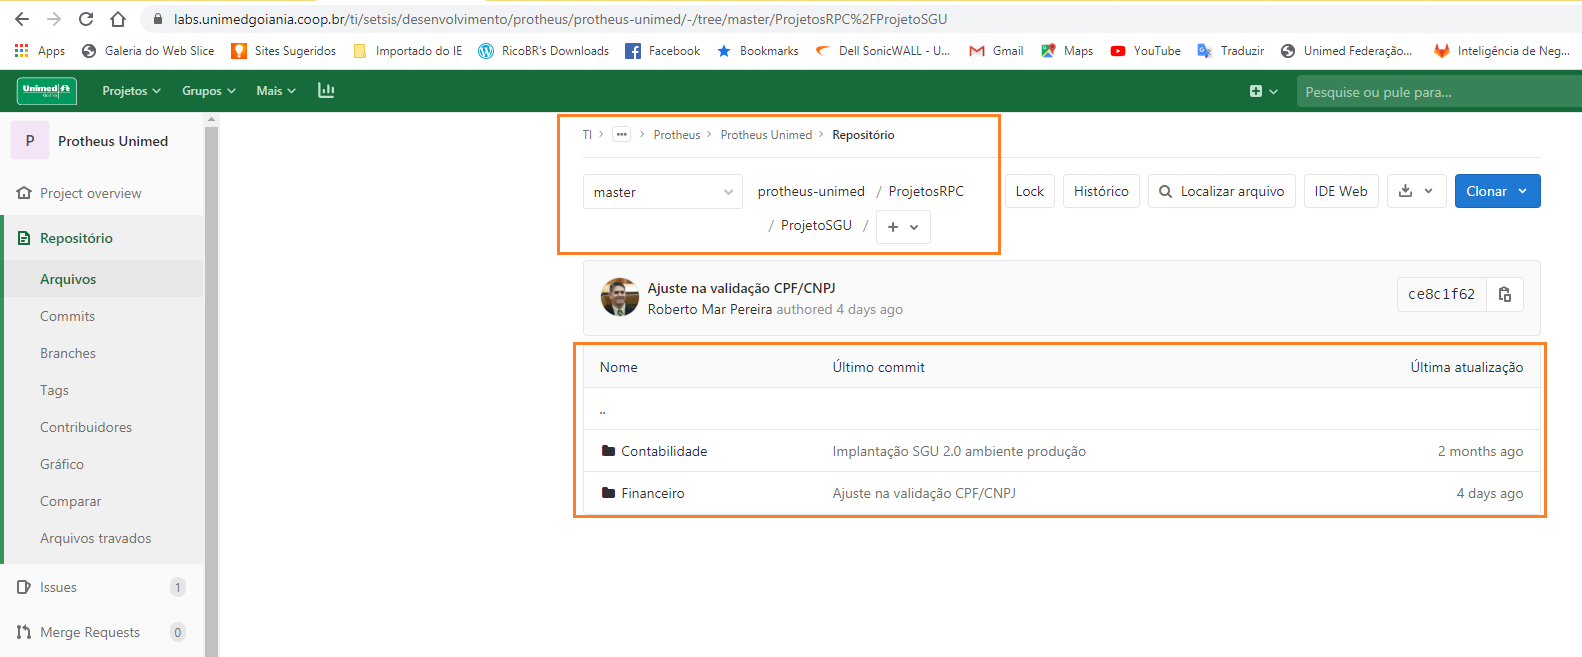 labs.unimedgoiania.coop.br/ti/setsis/desenvolvimento/protheus/protheus-unimed/-/tree/master/ProjetosRPC%2FProjetoSGU
Apps Galeria do Web Slice Sites Sugeridos Importado do IE RicoBR's Downloads Facebook Bookmarks Dell SonicWALL - U... Gmail Maps YouTube Traduzir Unimed Federação... Inteligência de Neg...
Unimed Projetos Grupos Mais Pesquise ou pule para...
P Protheus Unimed
Project overview
Repositório
Arquivos
Commits
Branches
Tags
Contribuidores
Gráfico
Comparar
Arquivos travados
Issues 1
Merge Requests 0
TI > ... > Protheus > Protheus Unimed > Repositório
master protheus-unimed / ProjetosRPC
/ ProjetoSGU / +
Lock Histórico Localizar arquivo IDE Web Clonar
Ajuste na validação CPF/CNPJ
Roberto Mar Pereira authored 4 days ago
ce8c1f62
Nome Último commit Última atualização
..
Contabilidade Implantação SGU 2.0 ambiente produção 2 months ago
Financeiro Ajuste na validação CPF/CNPJ 4 days ago